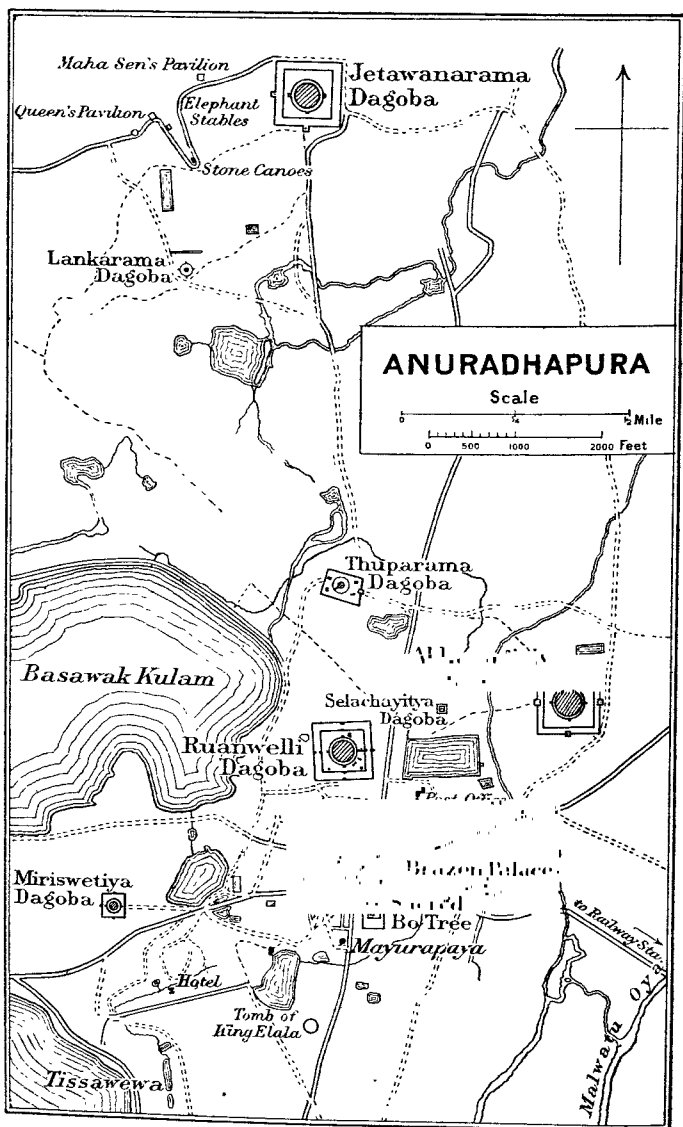 Maha Sen's Pavilion
Jetawanarama
Dagoba
Queen's Pavilion
Elephant
Stables
Stone Canoes
Lankarama
Dagoba
ANURADHAPURA
Scale
0 ¼ ½ Mile
0 500 1000 2000 Feet
Thuparama
Dagoba
Basawak Kulam
Selachayitya
Dagoba
Ruanwelli
Dagoba
Brazen Palace
Miriswetiya
Dagoba
Sacred
Bo Tree
to Railway Sta.
Mayurapaya
Hotel
Tomb of
King Elala
Tissawewa
Malwatu Oy